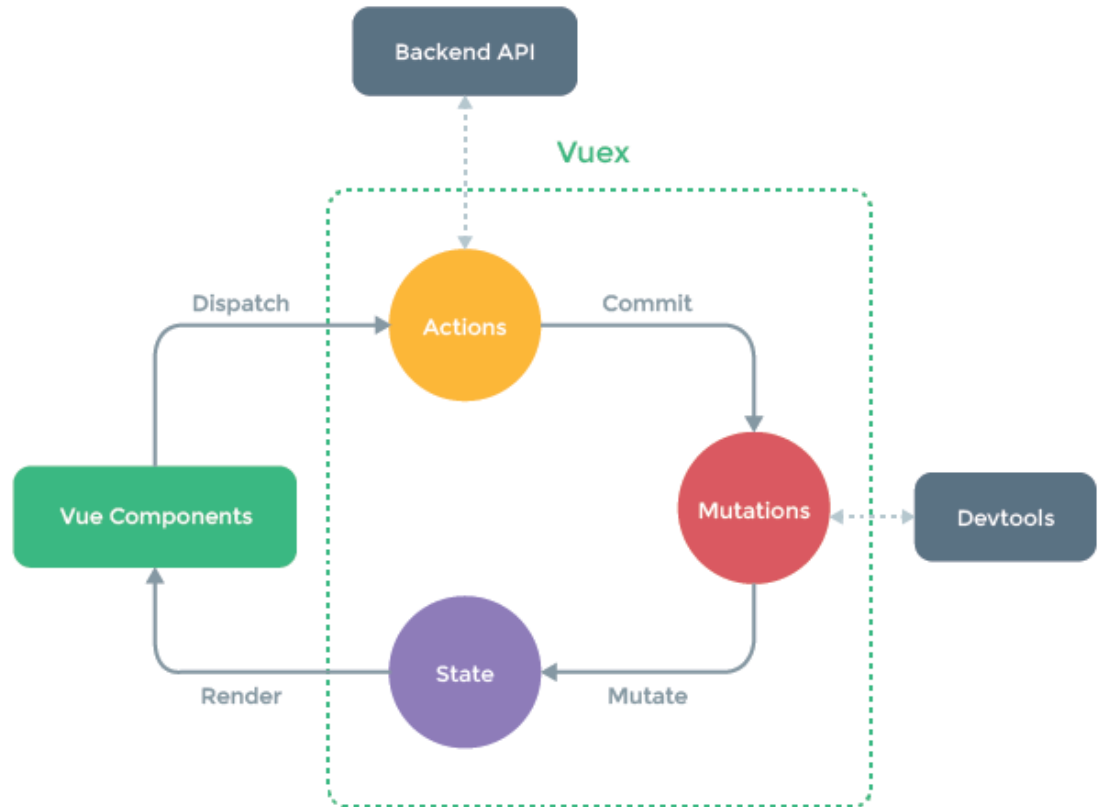 Backend API
Vuex
Dispatch
Commit
Actions
Mutations
Vue Components
Devtools
State
Render
Mutate